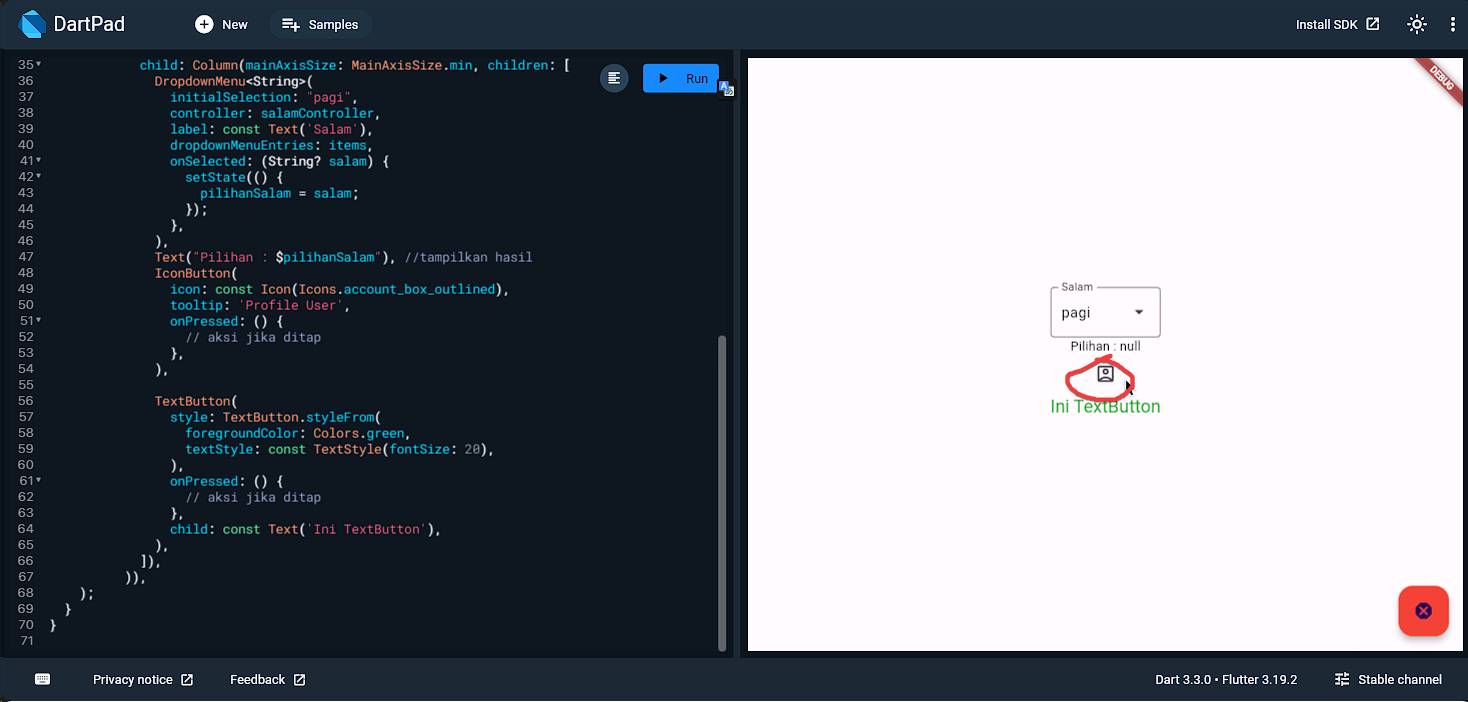 DartPad
New
Samples
Install SDK
35 child: Column(mainAxisSize: MainAxisSize.min, children: [
36 DropdownMenu<String>(
37 initialSelection: "pagi",
38 controller: salamController,
39 label: const Text('Salam'),
40 dropdownMenuEntries: items,
41 onSelected: (String? salam) {
42 setState(() {
43 pilihanSalam = salam;
44 });
45 },
46 ),
47 Text("Pilihan : $pilihanSalam"), //tampilkan hasil
48 IconButton(
49 icon: const Icon(Icons.account_box_outlined),
50 tooltip: 'Profile User',
51 onPressed: () {
52 // aksi jika ditap
53 },
54 ),
55
56 TextButton(
57 style: TextButton.styleFrom(
58 foregroundColor: Colors.green,
59 textStyle: const TextStyle(fontSize: 20),
60 ),
61 onPressed: () {
62 // aksi jika ditap
63 },
64 child: const Text('Ini TextButton'),
65 ),
66 ]),
67 )),
68 );
69 }
70 }
71
Run
DEBUG
Salam
pagi
Pilihan : null
Ini TextButton
Privacy notice
Feedback
Dart 3.3.0 • Flutter 3.19.2
Stable channel